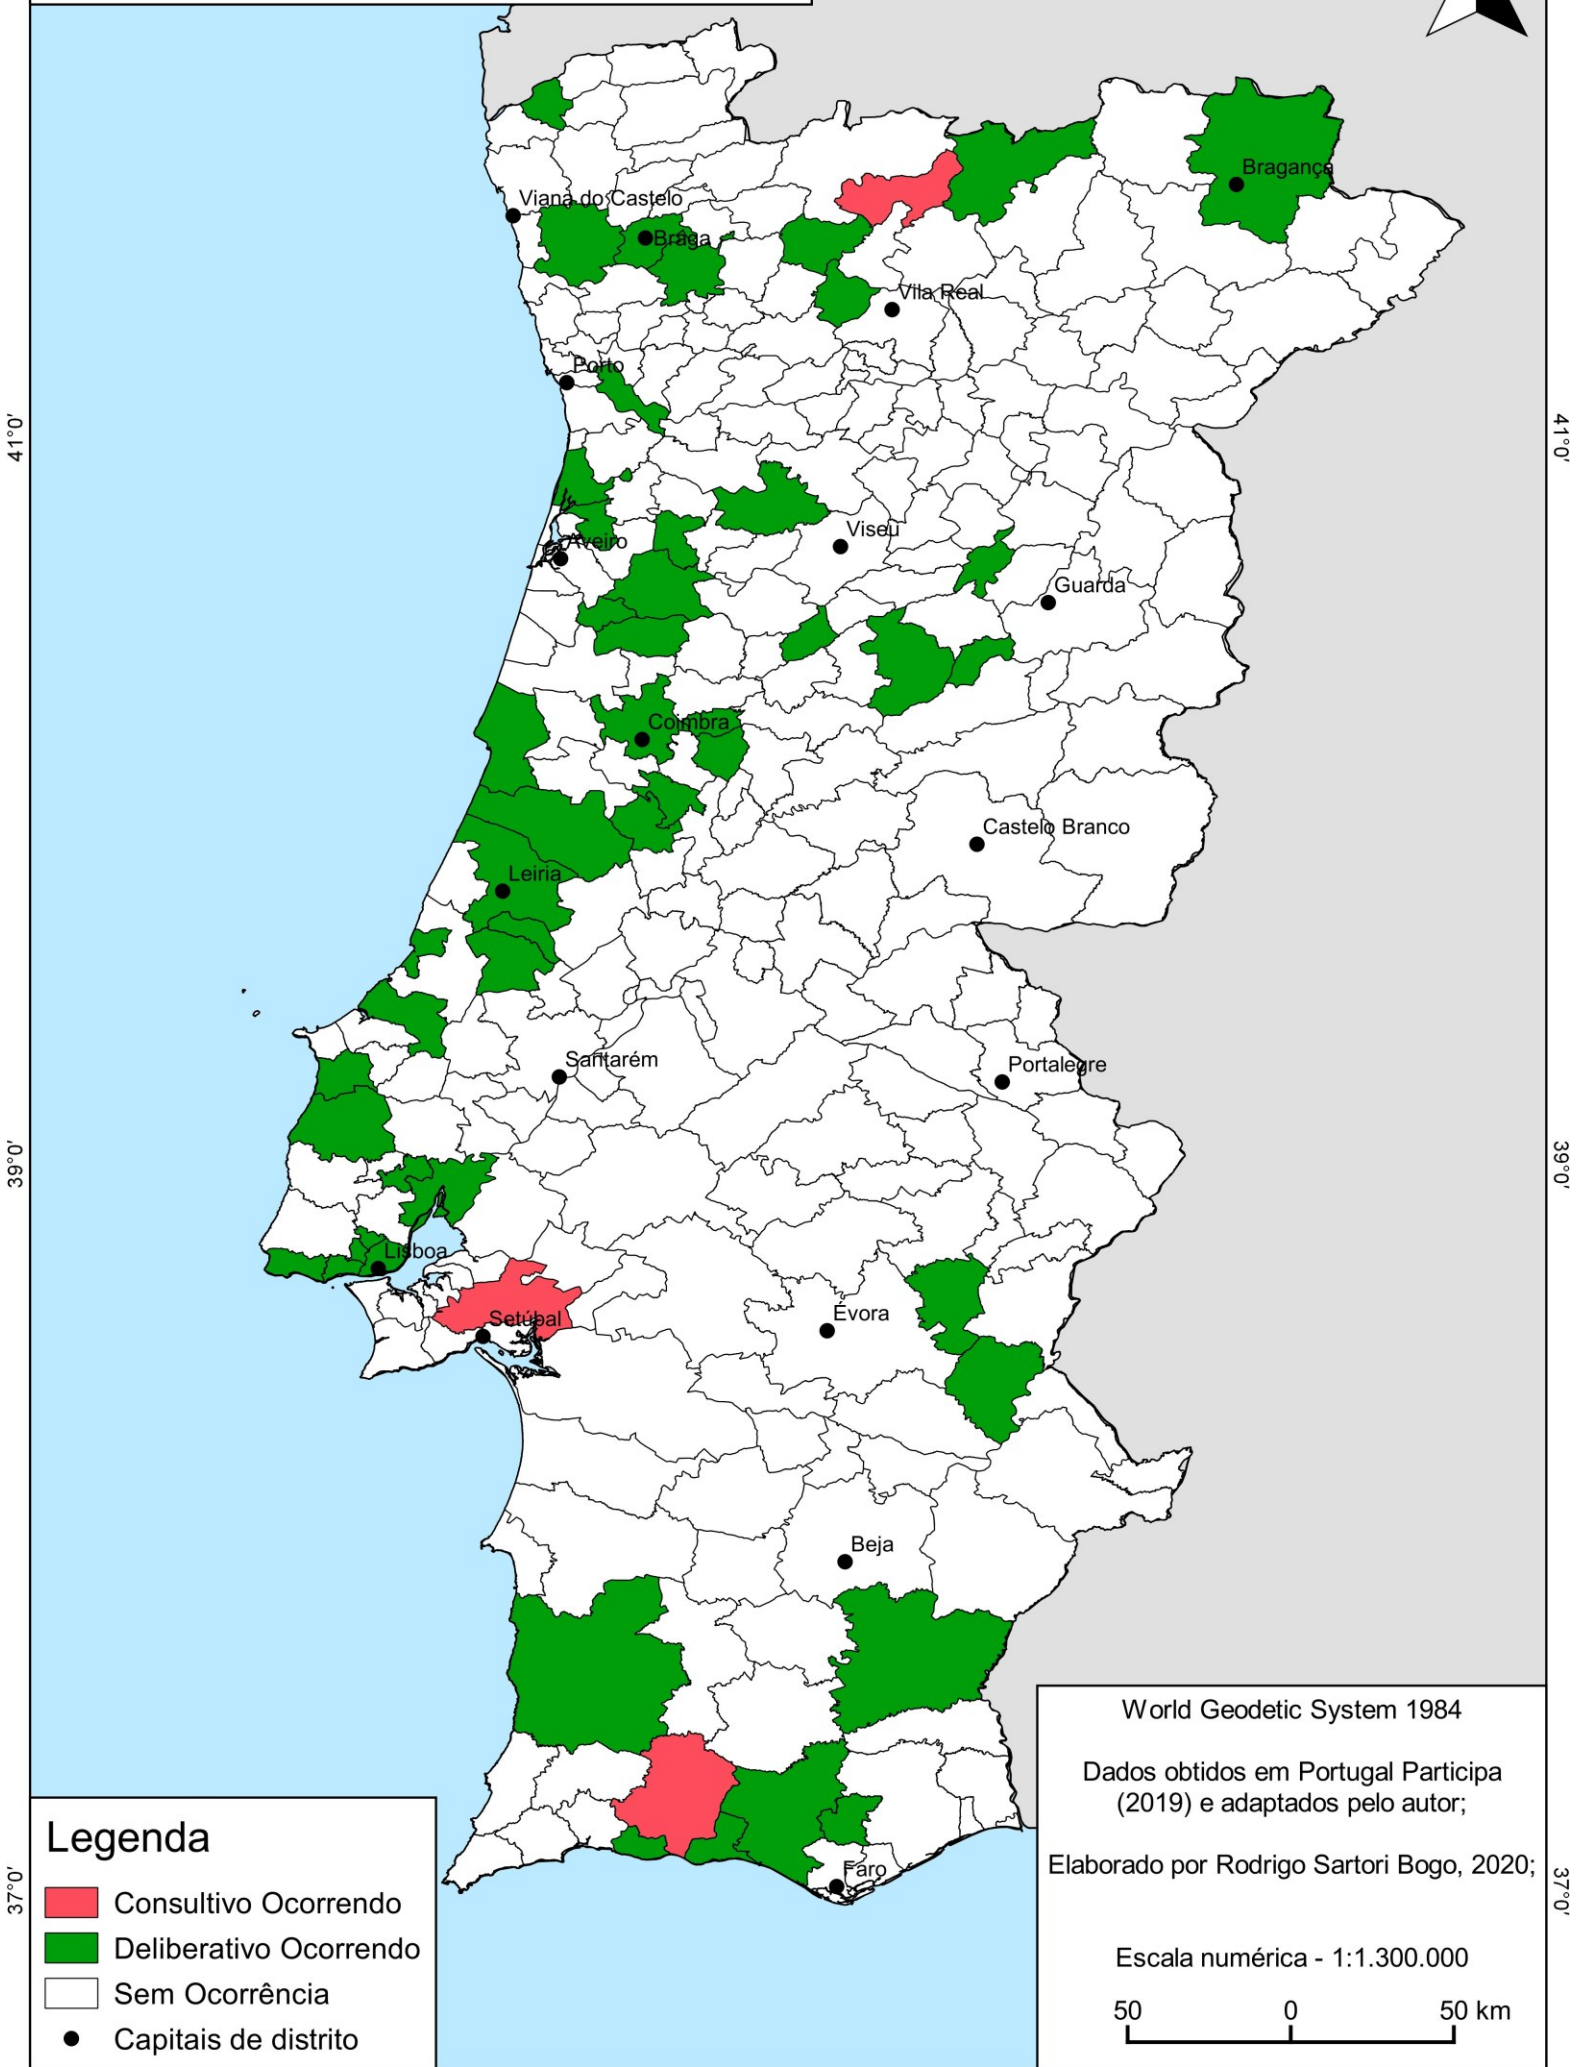 Bragança
Viana do Castelo
Braga
Vila Real
Porto
41°0′
41°0′
Viseu
Aveiro
Guarda
Coimbra
Castelo Branco
Leiria
Santarém
Portalegre
39°0′
39°0′
Lisboa
Setúbal
Évora
Beja
Faro
37°0′
37°0′
Legenda
Consultivo Ocorrendo
Deliberativo Ocorrendo
Sem Ocorrência
Capitais de distrito
World Geodetic System 1984
Dados obtidos em Portugal Participa
(2019) e adaptados pelo autor;
Elaborado por Rodrigo Sartori Bogo, 2020;
Escala numérica - 1:1.300.000
50 0 50 km